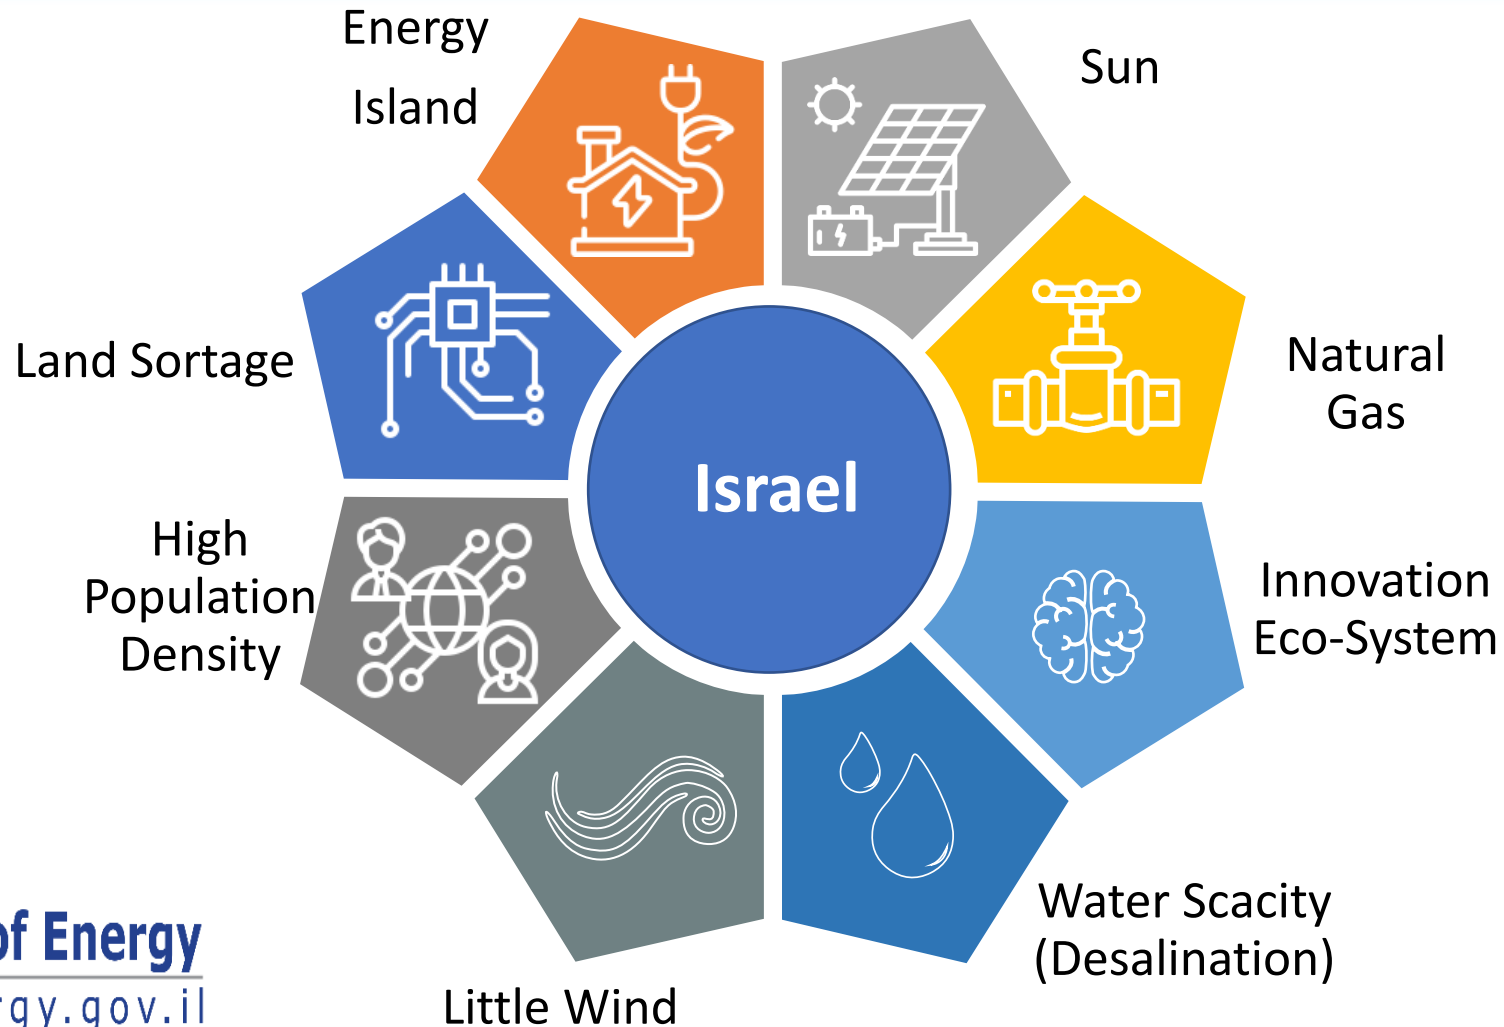 Energy
Island
Sun
Land Sortage
Natural
Gas
Israel
High
Population
Density
Innovation
Eco-System
Water Scacity
(Desalination)
Little Wind
of Energy
rgy.gov.il